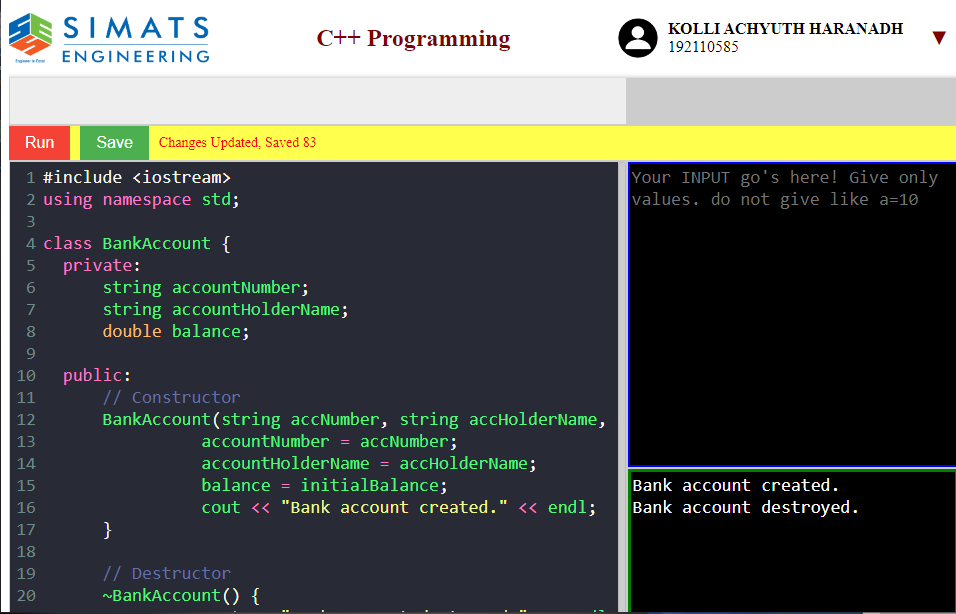 SIMATS
ENGINEERING
Engineer to Excel
C++ Programming
KOLLI ACHYUTH HARANADH
192110585
▼
Run
Save
Changes Updated, Saved 83
1 #include <iostream>
2 using namespace std;
3
4 class BankAccount {
5 private:
6 string accountNumber;
7 string accountHolderName;
8 double balance;
9
10 public:
11 // Constructor
12 BankAccount(string accNumber, string accHolderName,
13 accountNumber = accNumber;
14 accountHolderName = accHolderName;
15 balance = initialBalance;
16 cout << "Bank account created." << endl;
17 }
18
19 // Destructor
20 ~BankAccount() {
Your INPUT go's here! Give only
values. do not give like a=10
Bank account created.
Bank account destroyed.